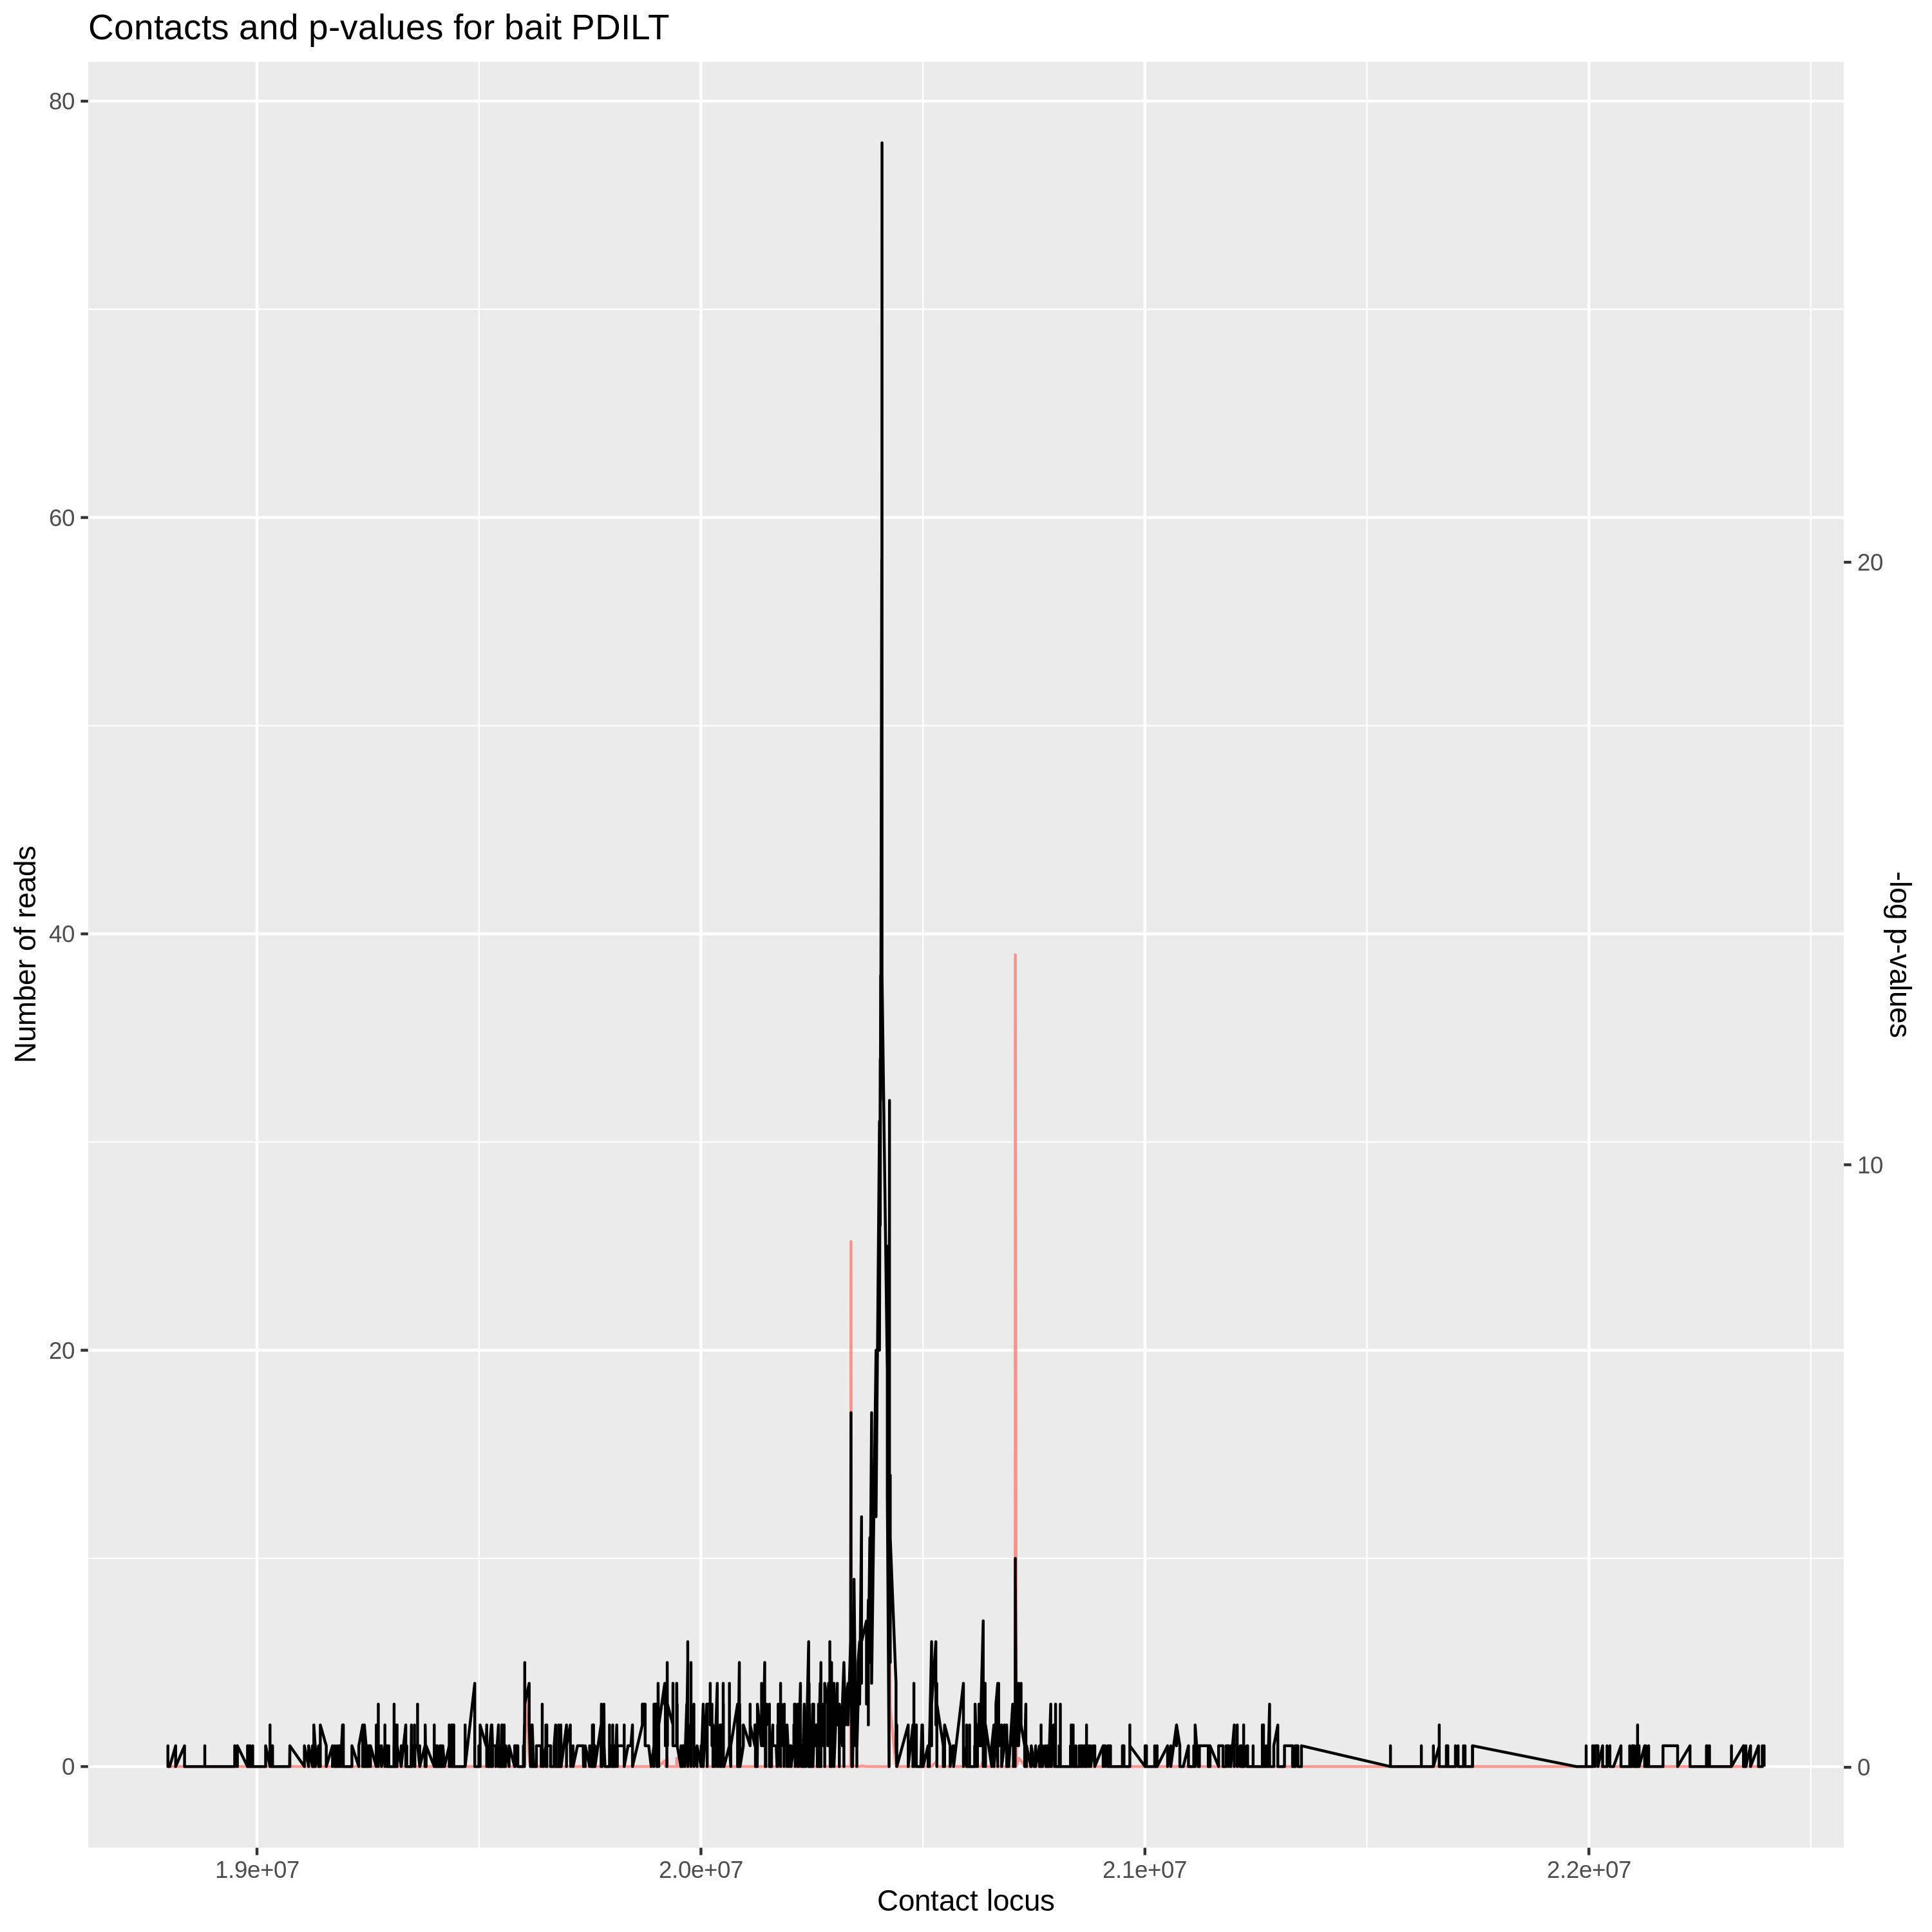 Contacts and p-values for bait PDILT
80
60
40
20
0
Number of reads
20
10
0
-log p-values
1.9e+07
2.0e+07
2.1e+07
2.2e+07
Contact locus